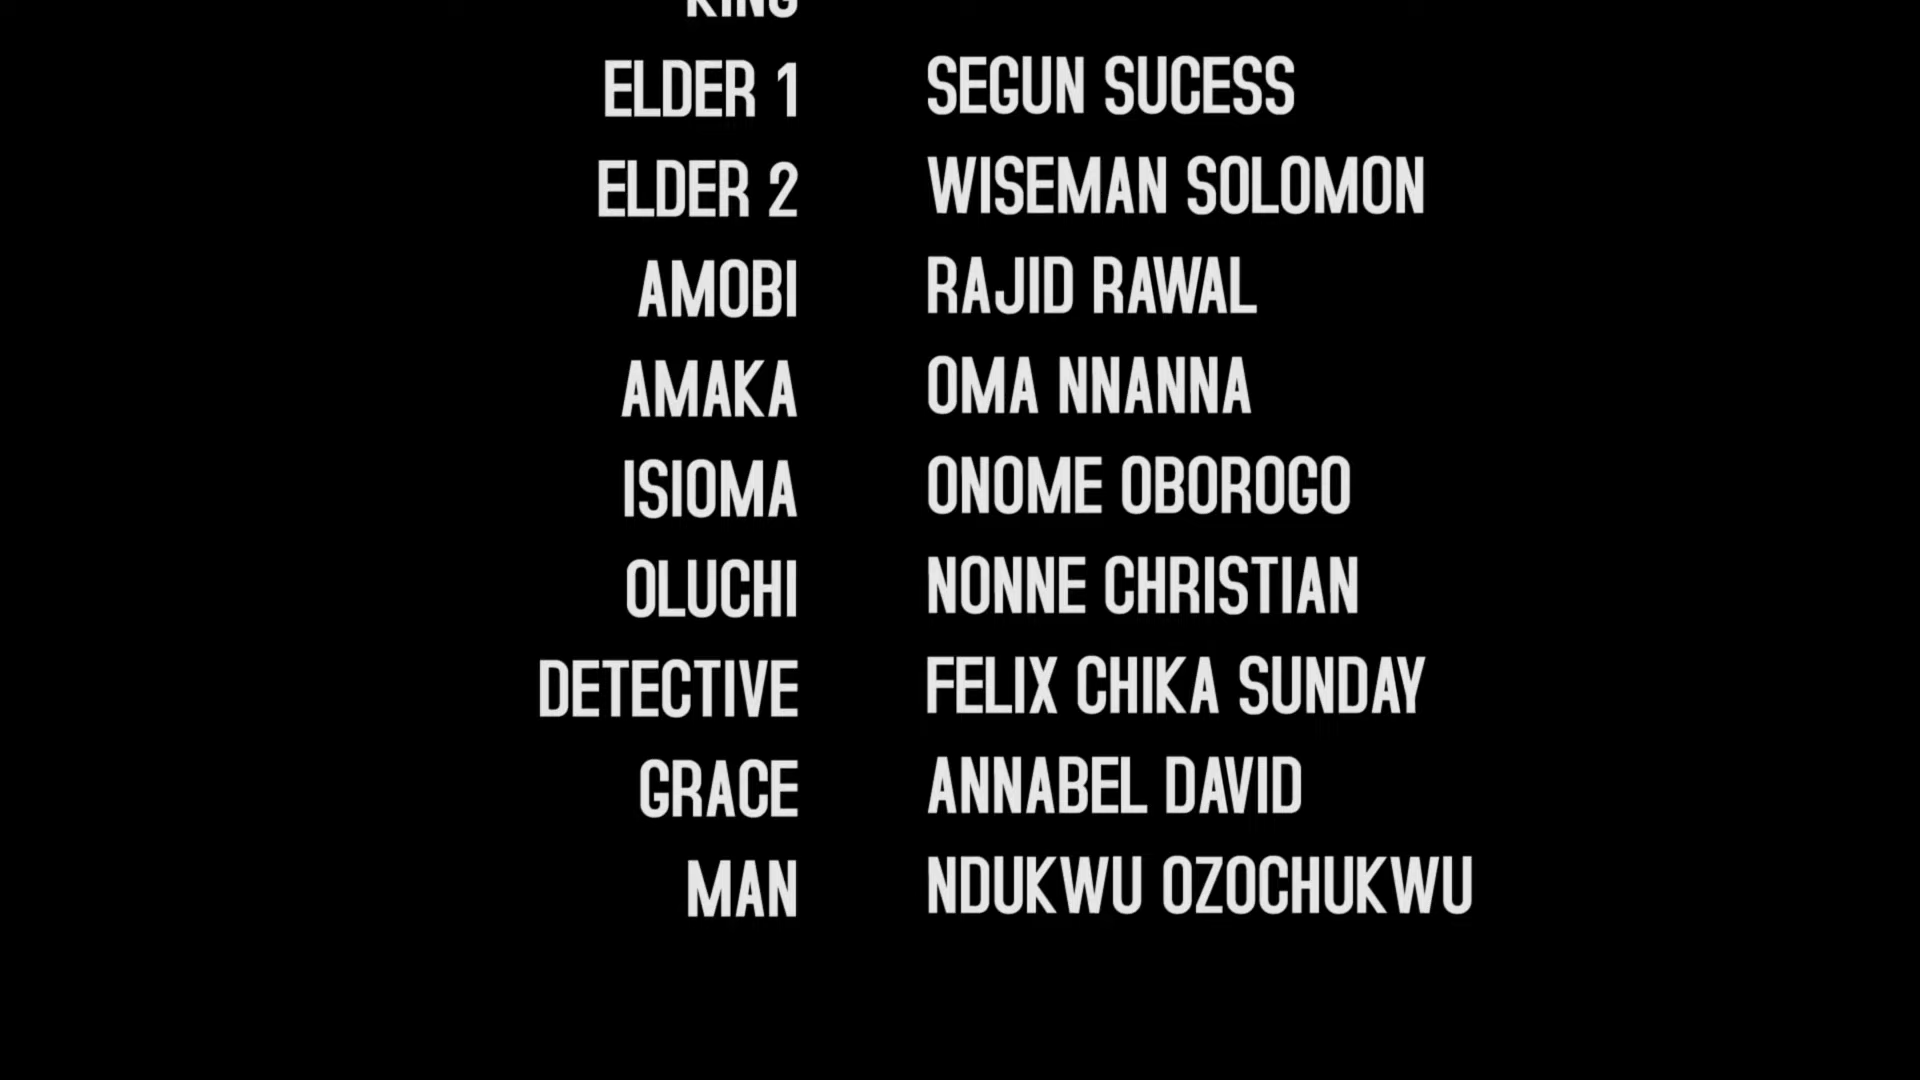 KING
ELDER 1 SEGUN SUCESS
ELDER 2 WISEMAN SOLOMON
AMOBI RAJID RAWAL
AMAKA OMA NNANNA
ISIOMA ONOME OBOROGO
OLUCHI NONNE CHRISTIAN
DETECTIVE FELIX CHIKA SUNDAY
GRACE ANNABEL DAVID
MAN NDUKWU OZOCHUKWU